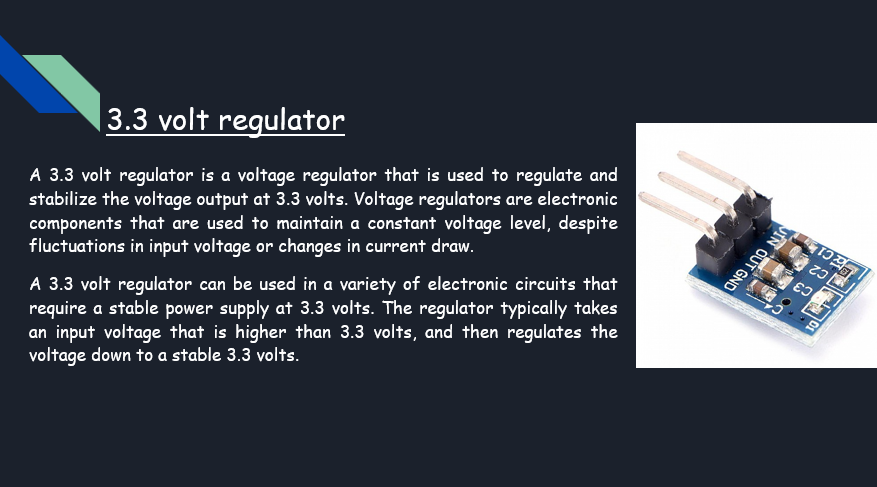 3.3 volt regulator
A 3.3 volt regulator is a voltage regulator that is used to regulate and
stabilize the voltage output at 3.3 volts. Voltage regulators are electronic
components that are used to maintain a constant voltage level, despite
fluctuations in input voltage or changes in current draw.
A 3.3 volt regulator can be used in a variety of electronic circuits that
require a stable power supply at 3.3 volts. The regulator typically takes
an input voltage that is higher than 3.3 volts, and then regulates the
voltage down to a stable 3.3 volts.
VIN OUT GND
C1
R1
C2
C3
C4